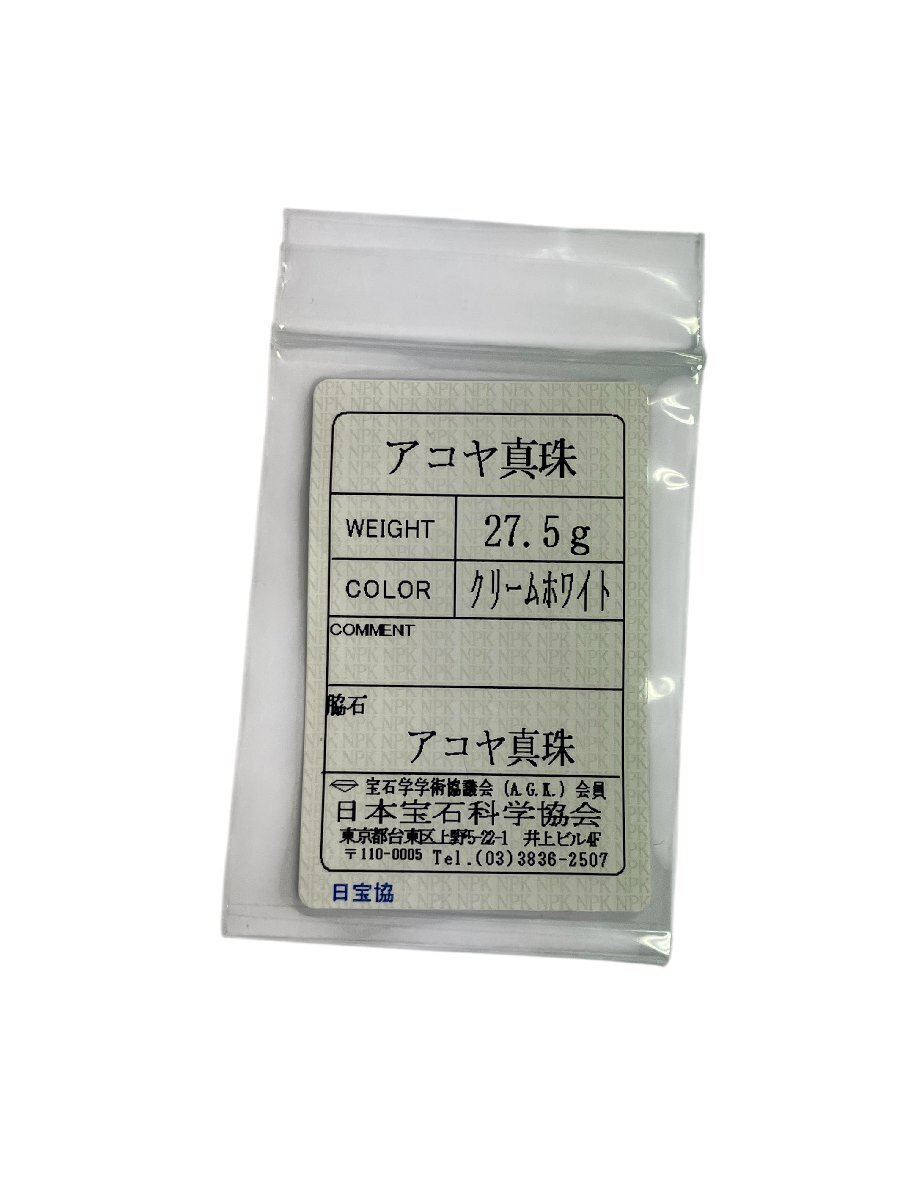 アコヤ真珠
WEIGHT 27.5g
COLOR クリームホワイト
COMMENT
脇石
アコヤ真珠
宝石学学術協議会 (A.G.K.) 会員
日本宝石科学協会
東京都台東区上野5-22-1 井上ビル4F
〒110-0005 Tel.(03)3836-2507
日宝協